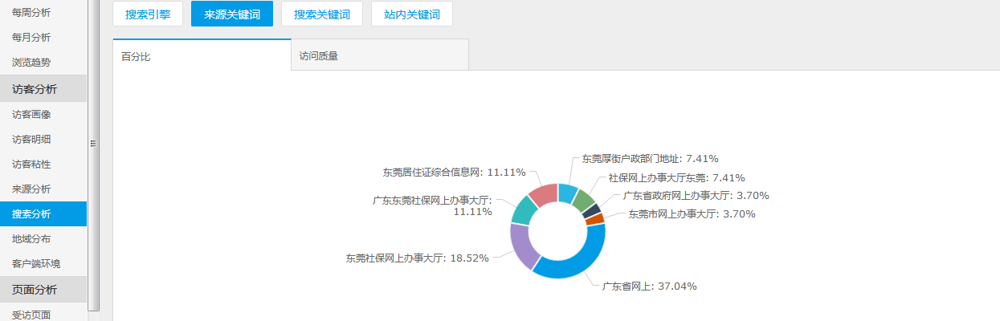 每周分析
每月分析
浏览趋势
访客分析
访客画像
访客明细
访客粘性
来源分析
搜索分析
地域分布
客户端环境
页面分析
受访页面
搜索引擎
来源关键词
搜索关键词
站内关键词
百分比
访问质量
东莞厚街户政部门地址: 7.41%
社保网上办事大厅东莞: 7.41%
广东省政府网上办事大厅: 3.70%
东莞市网上办事大厅: 3.70%
广东省网上: 37.04%
东莞社保网上办事大厅: 18.52%
广东东莞社保网上办事大厅:
11.11%
东莞居住证综合信息网: 11.11%